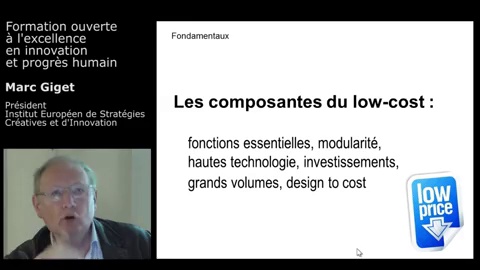 Formation ouverte
à l'excellence
en innovation
et progrès humain
Marc Giget
Président
Institut Européen de Stratégies
Créatives et d'Innovation
Fondamentaux
Les composantes du low-cost :
fonctions essentielles, modularité,
hautes technologie, investissements,
grands volumes, design to cost
low
price